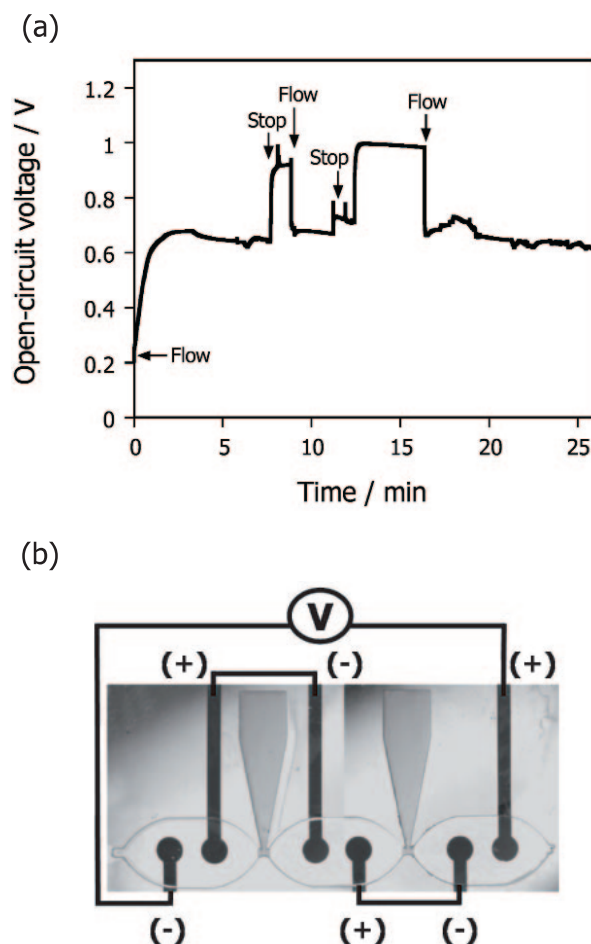 (a)
Open-circuit voltage / V
1.2
1
0.8
0.6
0.4
0.2
0
Stop
Flow
Stop
Flow
Flow
0 5 10 15 20 25
Time / min
(b)
V
(+) (-) (+)
(-) (+) (-)